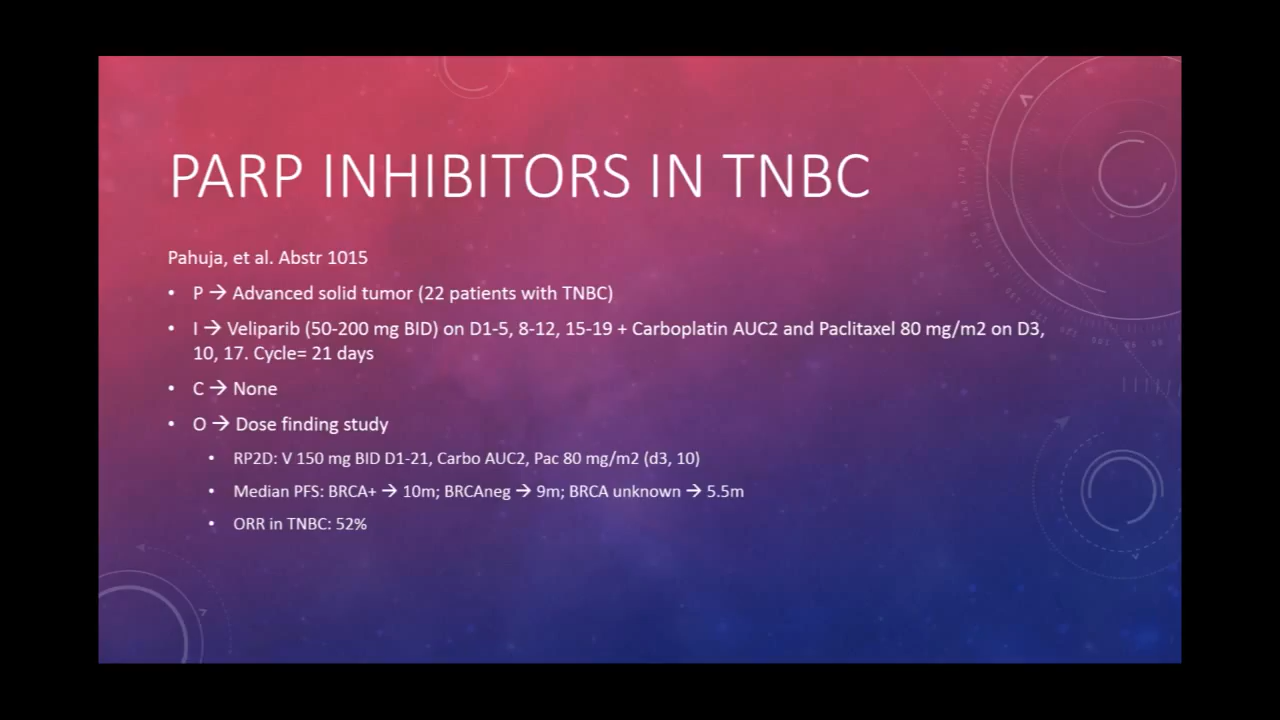 PARP INHIBITORS IN TNBC
Pahuja, et al. Abstr 1015
• P → Advanced solid tumor (22 patients with TNBC)
• I → Veliparib (50-200 mg BID) on D1-5, 8-12, 15-19 + Carboplatin AUC2 and Paclitaxel 80 mg/m2 on D3,
10, 17. Cycle= 21 days
• C → None
• O → Dose finding study
• RP2D: V 150 mg BID D1-21, Carbo AUC2, Pac 80 mg/m2 (d3, 10)
• Median PFS: BRCA+ → 10m; BRCAneg → 9m; BRCA unknown → 5.5m
• ORR in TNBC: 52%